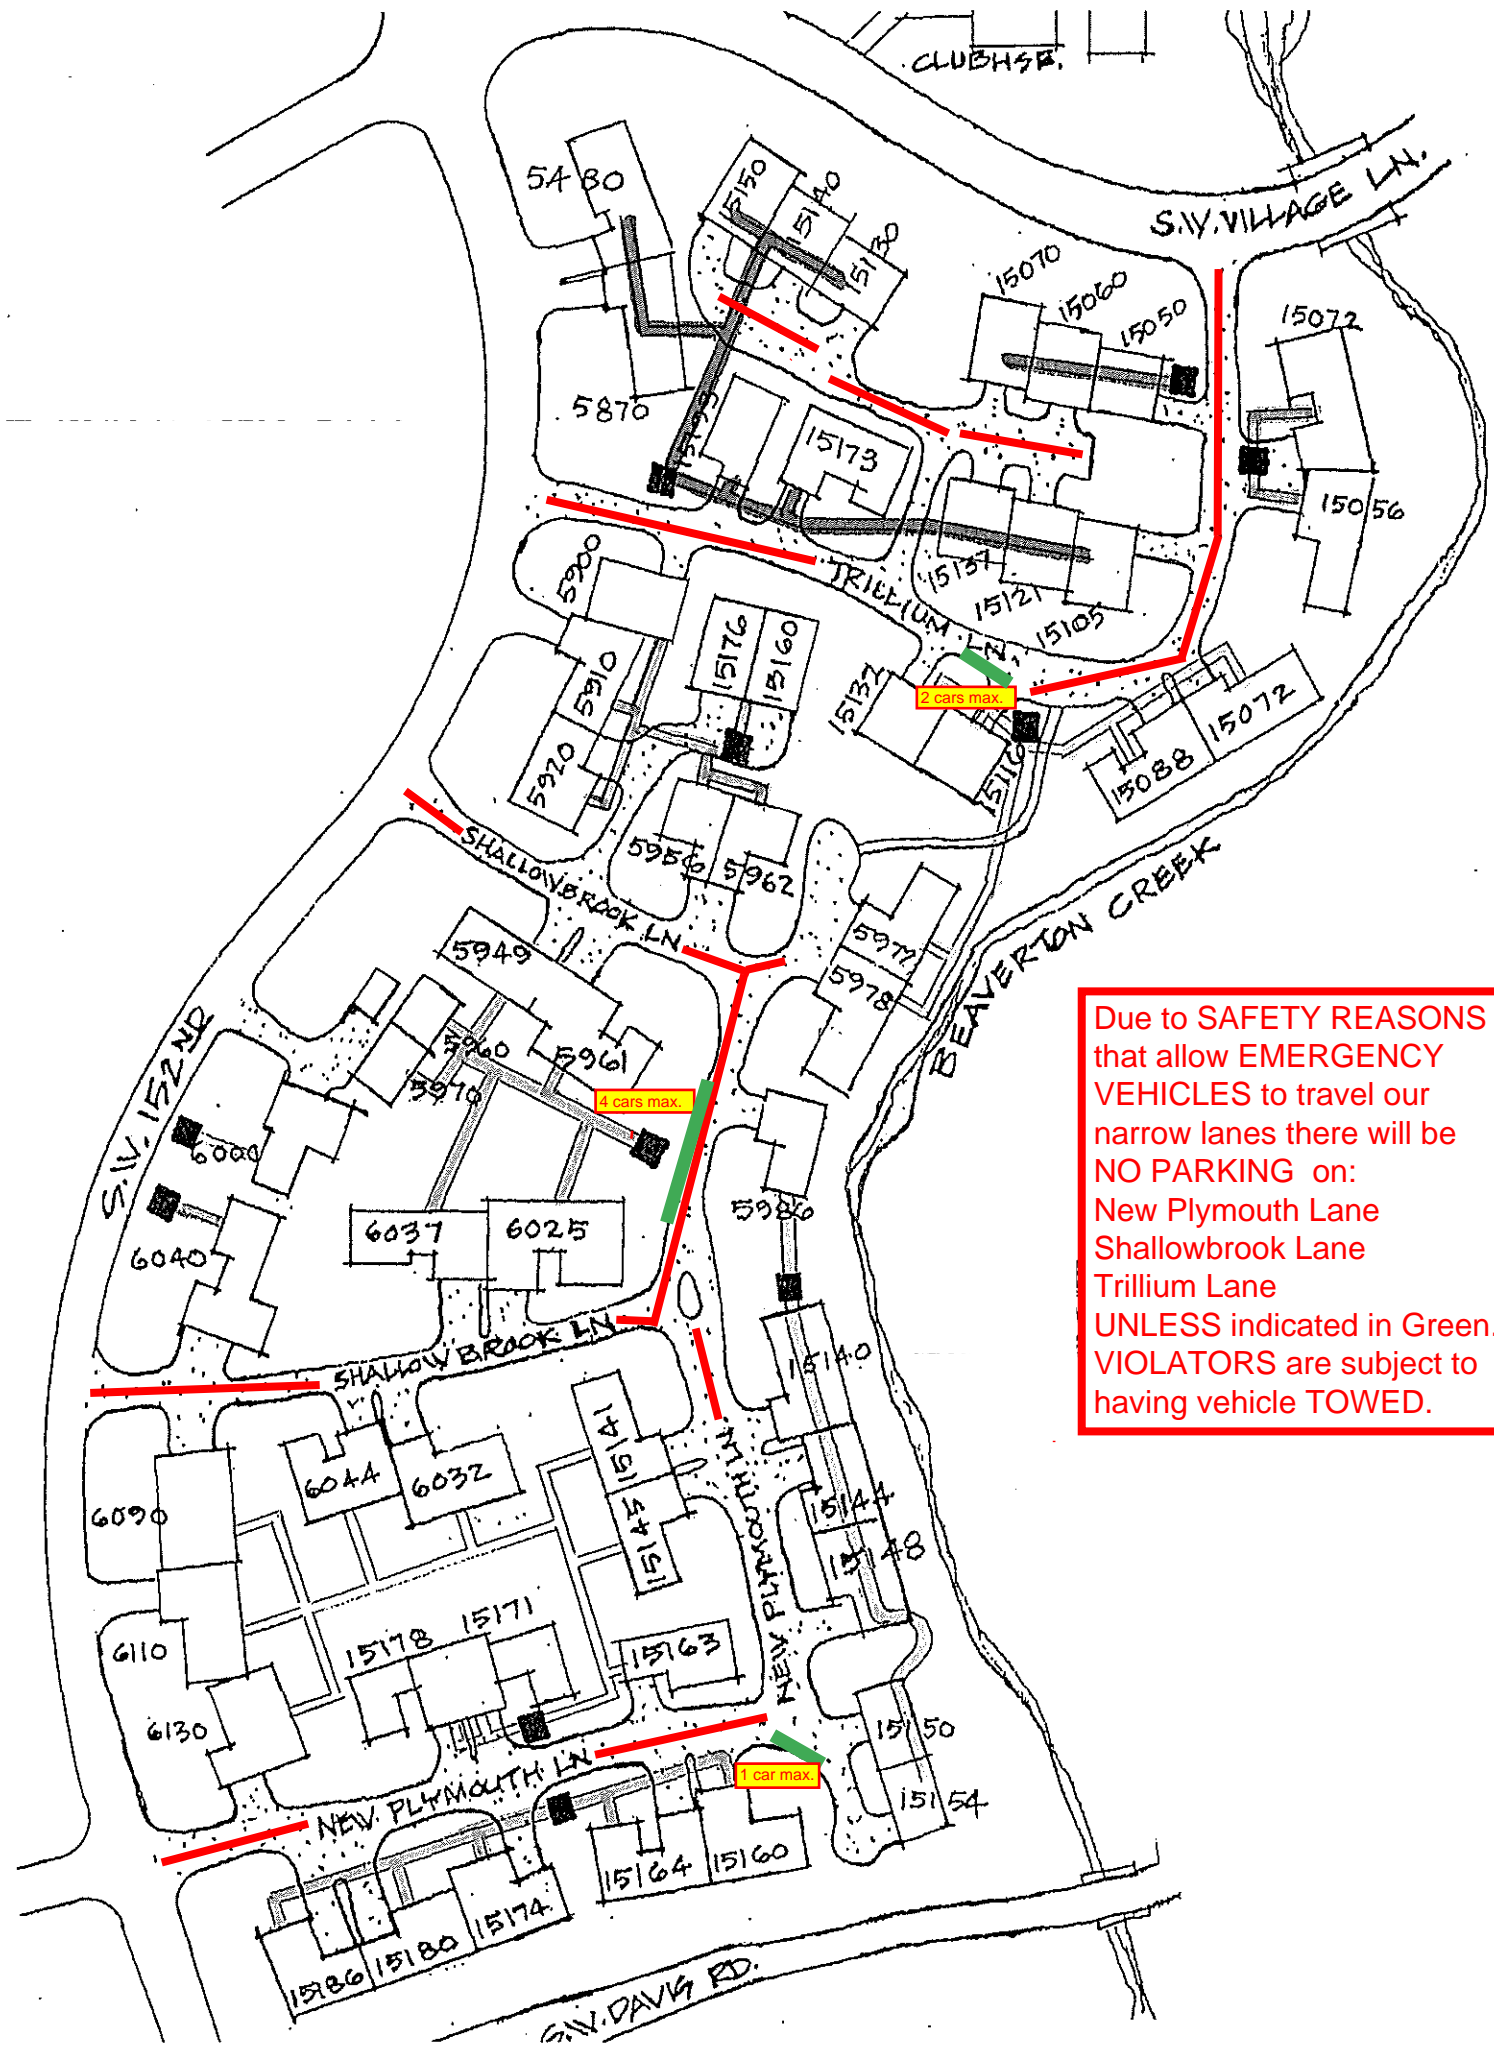 CLUBHSE.
S.W. VILLAGE LN.
5480
15150
15140
15130
15070
15060
15050
15072
5870
15173
15056
15137
15121
15105
TRILLIUM LN.
5900
5910
5920
15176
15160
15132
2 cars max.
15116
15072
15088
SHALLOWBROOK LN
5956
5962
5978
BEAVERTON CREEK
5949
5960
5961
5970
4 cars max.
S.W. 152ND
6000
6040
6037
6025
5986
Due to SAFETY REASONS
that allow EMERGENCY
VEHICLES to travel our
narrow lanes there will be
NO PARKING on:
New Plymouth Lane
Shallowbrook Lane
Trillium Lane
UNLESS indicated in Green.
VIOLATORS are subject to
having vehicle TOWED.
SHALLOW BROOK LN
15140
15141
6044
6032
6090
15145
15144
15148
NEW PLYMOUTH LN
6110
15178
15171
15163
6130
15150
1 car max.
NEW PLYMOUTH LN
15154
15164
15160
15174
15180
15186
S.W. DAVIS RD.